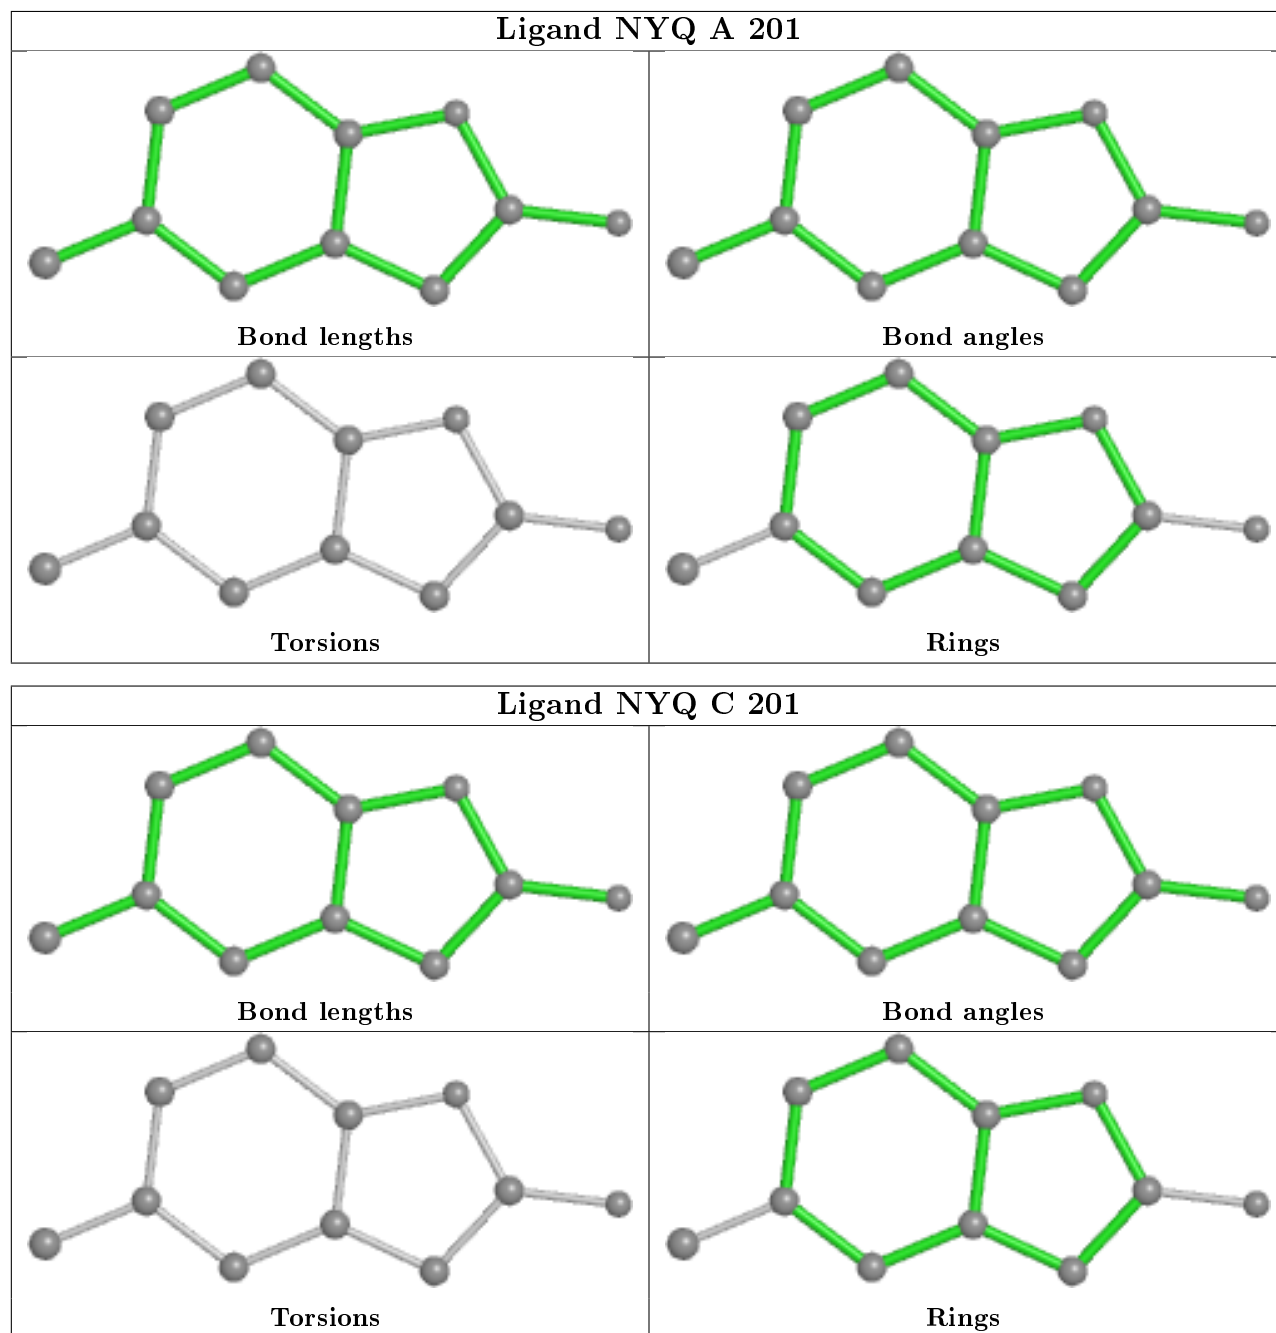 Ligand NYQ A 201
Bond lengths Bond angles
Torsions Rings
Ligand NYQ C 201
Bond lengths Bond angles
Torsions Rings